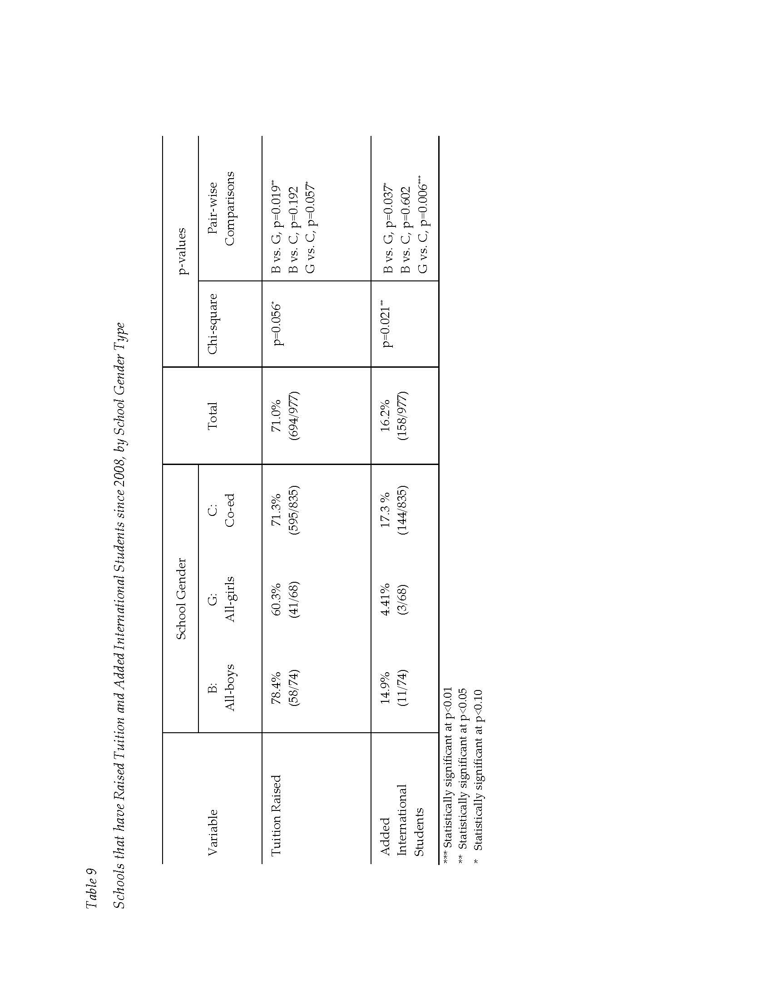 Table 9
Schools that have Raised Tuition and Added International Students since 2008, by School Gender Type
School Gender
p-values
Variable
B:
All-boys
G:
All-girls
C:
Co-ed
Total
Chi-square
Pair-wise
Comparisons
Tuition Raised
78.4%
(58/74)
60.3%
(41/68)
71.3%
(595/835)
71.0%
(694/977)
p=0.056*
B vs. G, p=0.019**
B vs. C, p=0.192
G vs. C, p=0.057*
Added
International
Students
14.9%
(11/74)
4.41%
(3/68)
17.3 %
(144/835)
16.2%
(158/977)
p=0.021**
B vs. G, p=0.037*
B vs. C, p=0.602
G vs. C, p=0.006***
*** Statistically significant at p<0.01
** Statistically significant at p<0.05
* Statistically significant at p<0.10